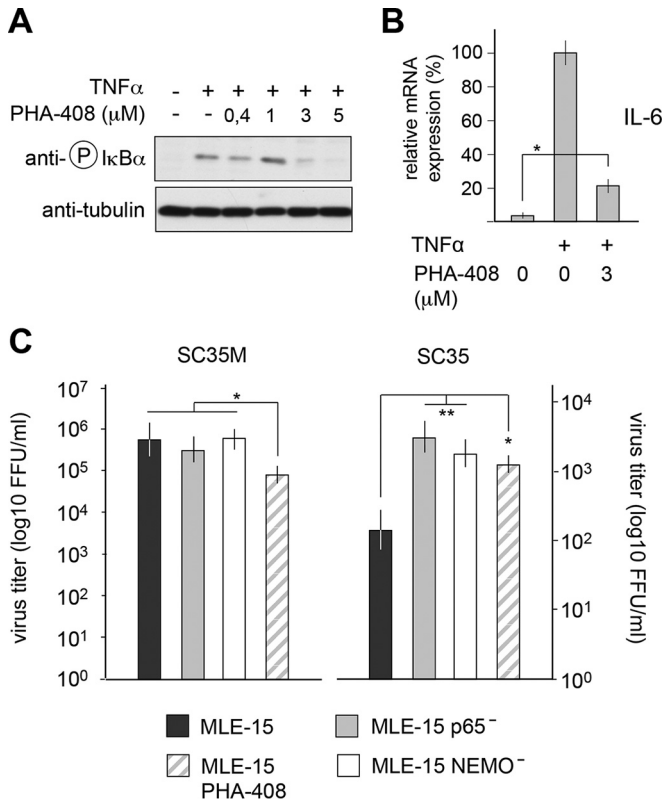 A
TNFα - + + + + +
PHA-408 (μM) - - 0,4 1 3 5
anti- P IκBα
anti-tubulin
B
relative mRNA
expression (%)
100
80
60
40
20
*
IL-6
TNFα + +
PHA-408 0 0 3
(μM)
C
SC35M
virus titer (log10 FFU/ml)
10⁷
10⁶
10⁵
10⁴
10³
10²
10¹
10⁰
*
SC35
**
*
10⁴
10³
10²
10¹
10⁰
virus titer (log10 FFU/ml)
MLE-15
MLE-15 p65⁻
MLE-15
PHA-408
MLE-15 NEMO⁻